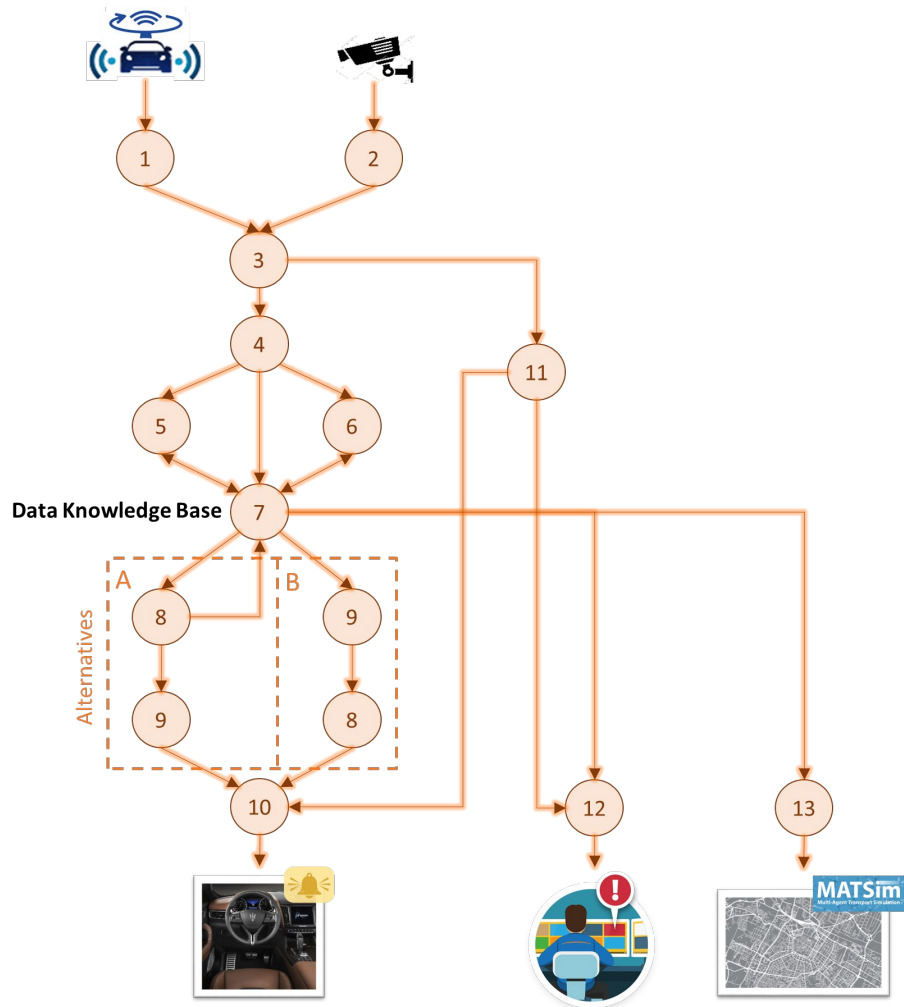 1
2
3
4
11
5
6
Data Knowledge Base
7
A
B
8
9
Alternatives
9
8
10
12
13
!
MATSim
Multi-Agent Transport Simulation